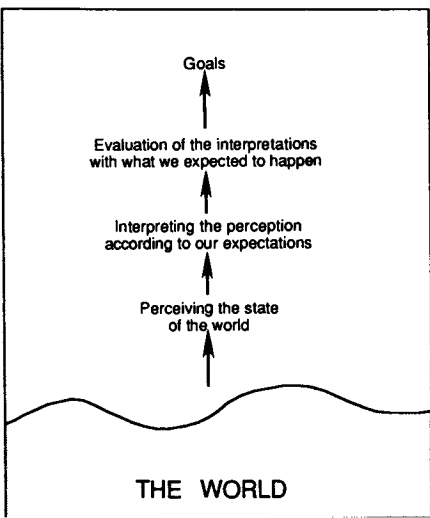 Goals
Evaluation of the interpretations
with what we expected to happen
Interpreting the perception
according to our expectations
Perceiving the state
of the world
THE WORLD